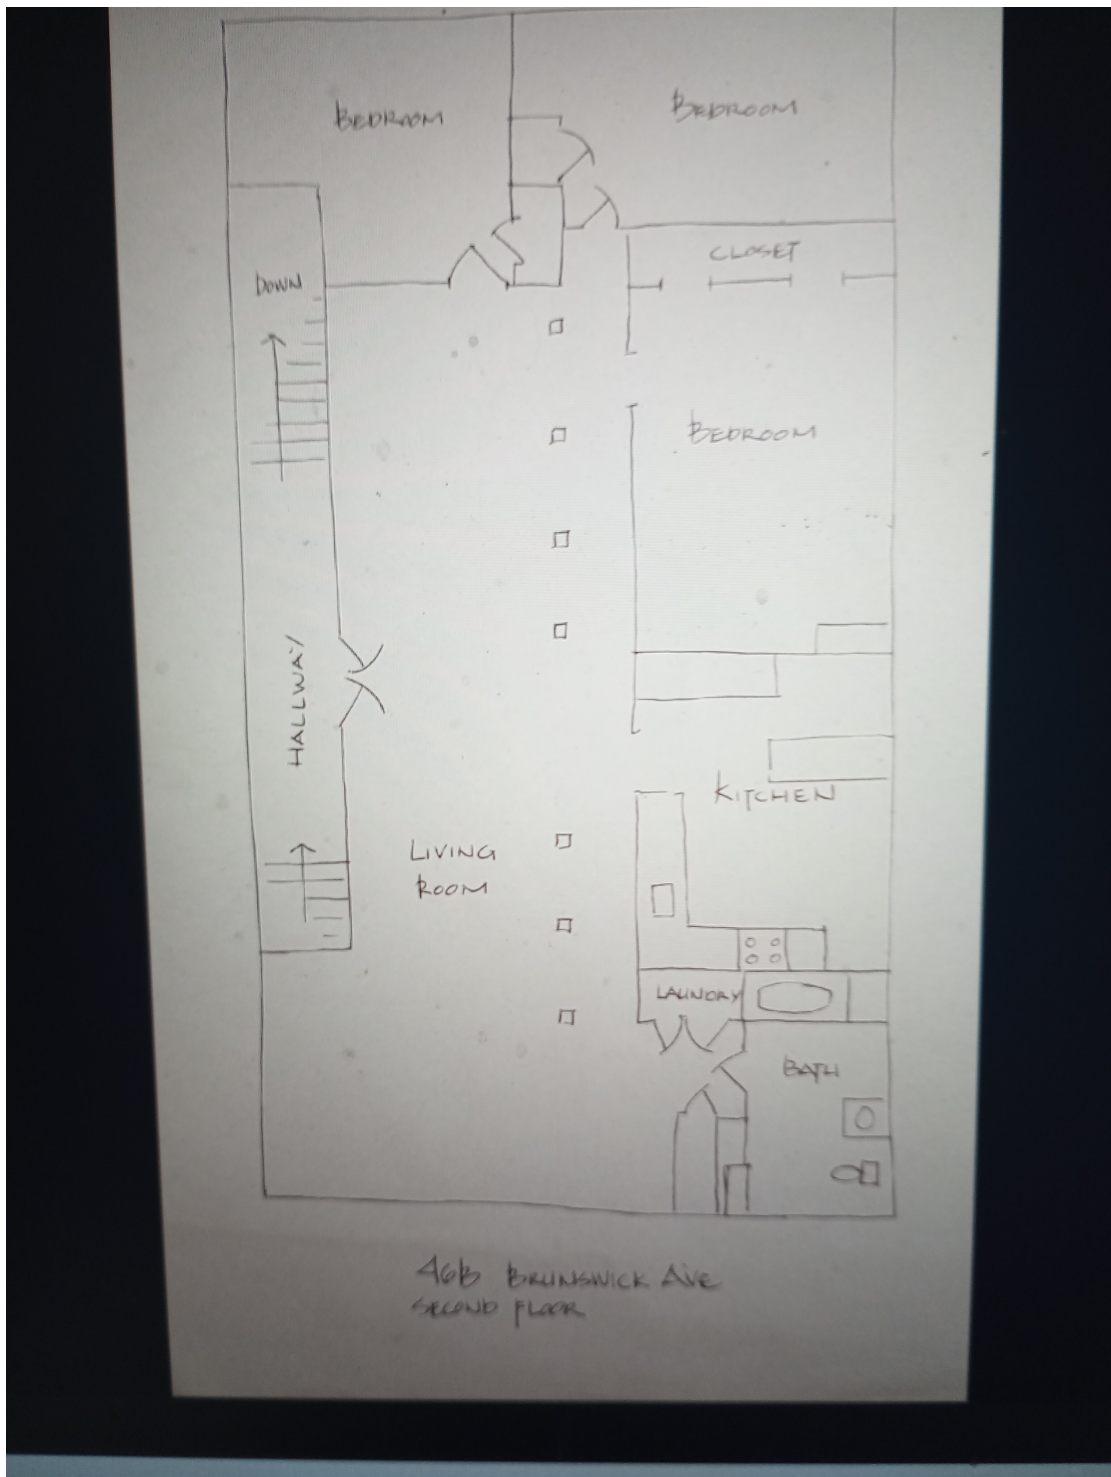 BEDROOM
BEDROOM
CLOSET
DOWN
BEDROOM
HALLWAY
KITCHEN
LIVING
ROOM
LAUNDRY
BATH
46B BRUNSWICK AVE
SECOND FLOOR